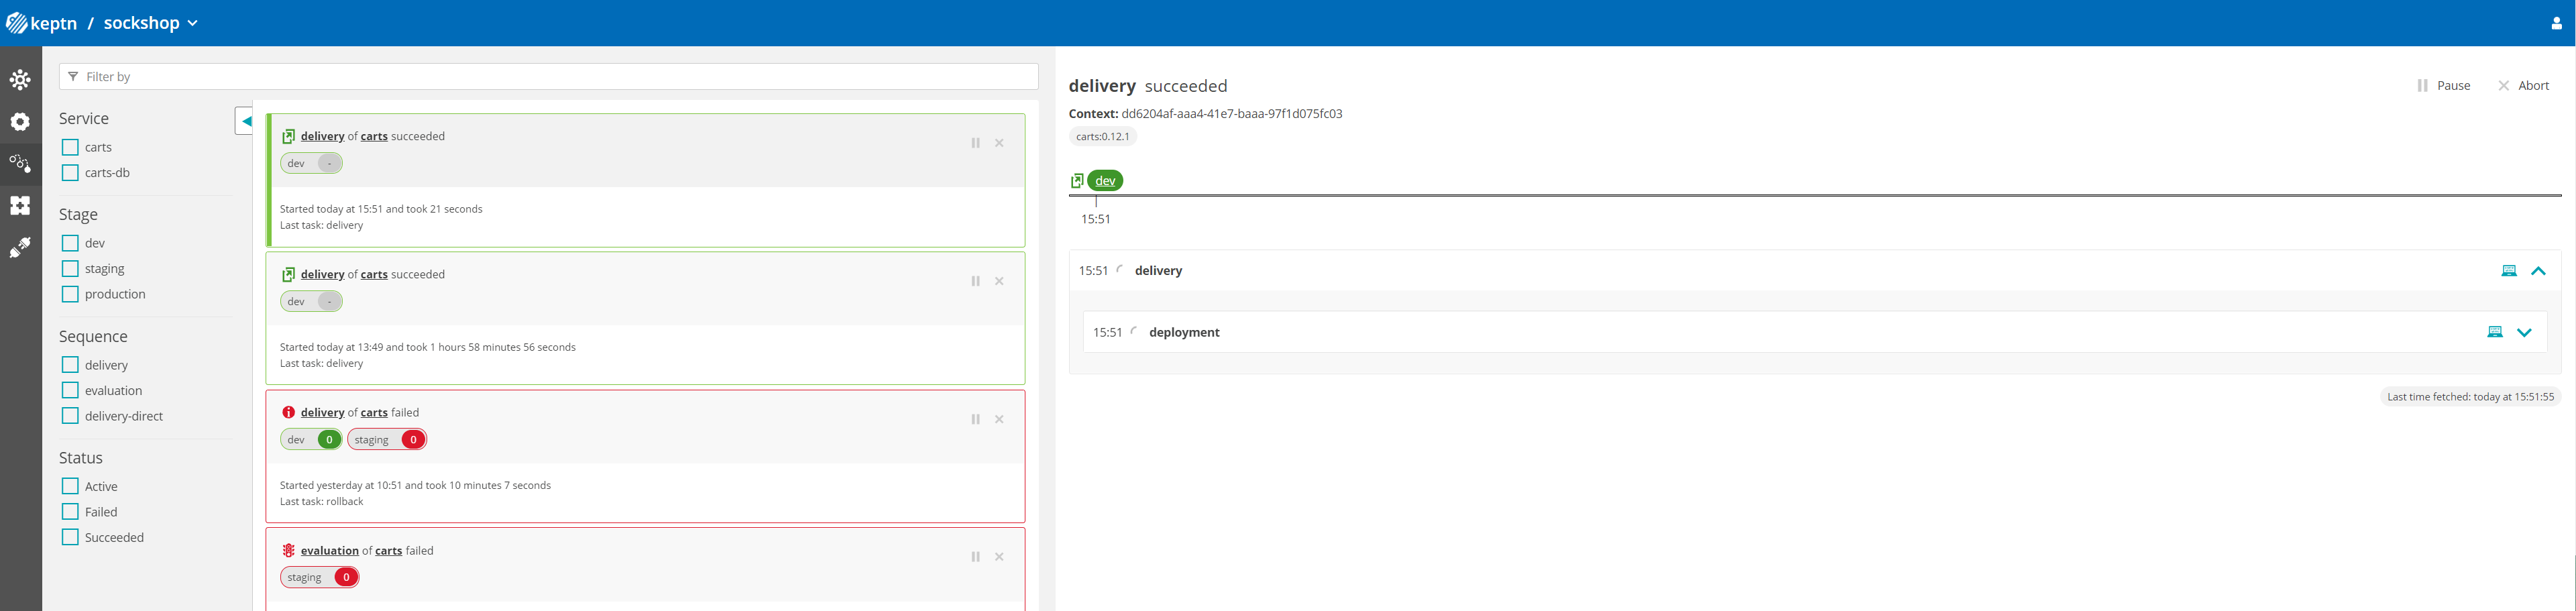 keptn / sockshop
Filter by
Service
carts
carts-db
Stage
dev
staging
production
Sequence
delivery
evaluation
delivery-direct
Status
Active
Failed
Succeeded
delivery of carts succeeded
dev -
Started today at 15:51 and took 21 seconds
Last task: delivery
delivery of carts succeeded
dev -
Started today at 13:49 and took 1 hours 58 minutes 56 seconds
Last task: delivery
delivery of carts failed
dev 0 staging 0
Started yesterday at 10:51 and took 10 minutes 7 seconds
Last task: rollback
evaluation of carts failed
staging 0
delivery succeeded
Pause Abort
Context: dd6204af-aaa4-41e7-baaa-97f1d075fc03
carts:0.12.1
dev
15:51
15:51 delivery
15:51 deployment
Last time fetched: today at 15:51:55